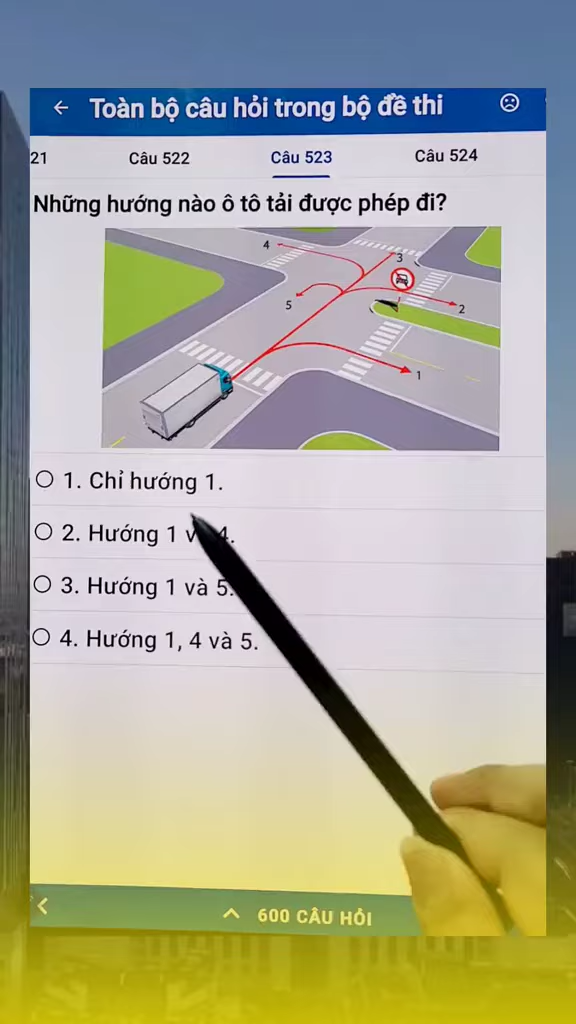 Toàn bộ câu hỏi trong bộ đề thi
21 Câu 522 Câu 523 Câu 524
Những hướng nào ô tô tải được phép đi?
4
3
5
2
1
1. Chỉ hướng 1.
2. Hướng 1 v 4.
3. Hướng 1 và 5.
4. Hướng 1, 4 và 5.
600 CÂU HỎI